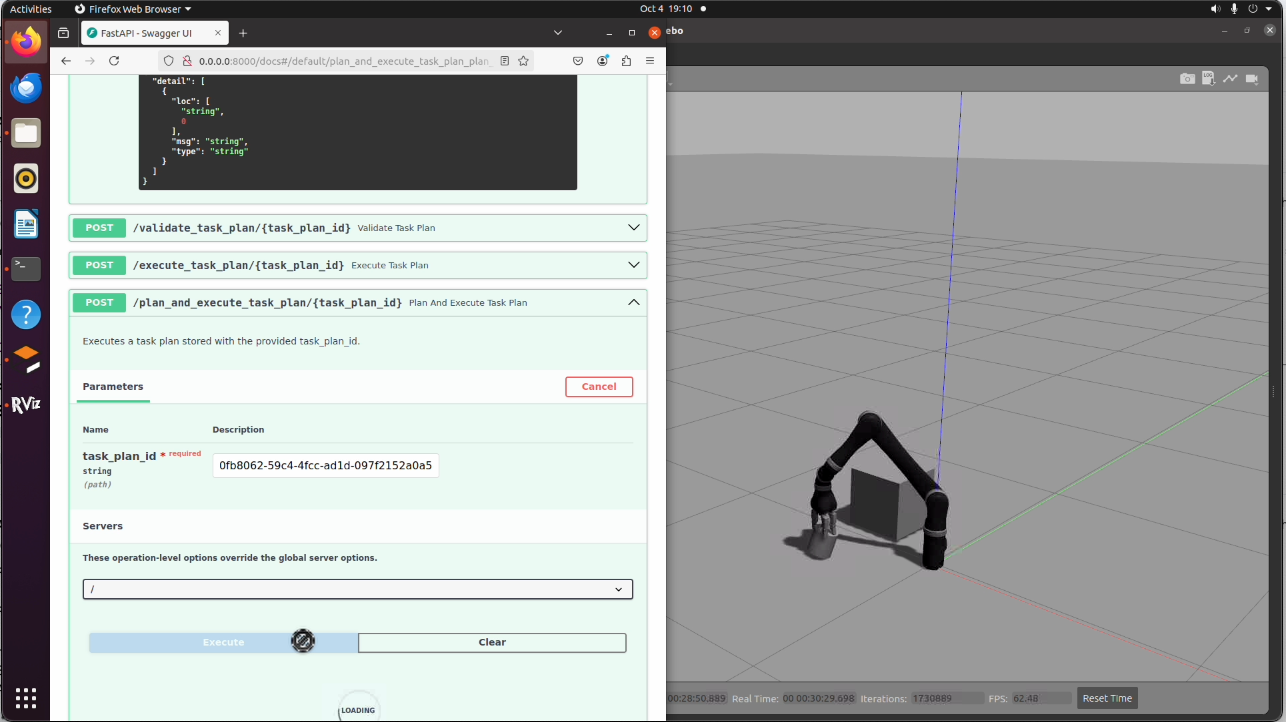 Activities Firefox Web Browser Oct 4 19:10
FastAPI - Swagger UI
ebo
0.0.0.0:8000/docs#/default/plan_and_execute_task_plan_plan_
"detail": [
{
"loc": [
"string",
0
],
"msg": "string",
"type": "string"
}
]
}
POST /validate_task_plan/{task_plan_id} Validate Task Plan
POST /execute_task_plan/{task_plan_id} Execute Task Plan
POST /plan_and_execute_task_plan/{task_plan_id} Plan And Execute Task Plan
Executes a task plan stored with the provided task_plan_id.
Parameters Cancel
Name Description
task_plan_id * required
string
(path)
0fb8062-59c4-4fcc-ad1d-097f2152a0a5
Servers
These operation-level options override the global server options.
/
Execute Clear
LOADING
RViz
LOG
00:28:50.889 Real Time: 00 00:30:29.698 Iterations: 1730889 FPS: 62.48 Reset Time